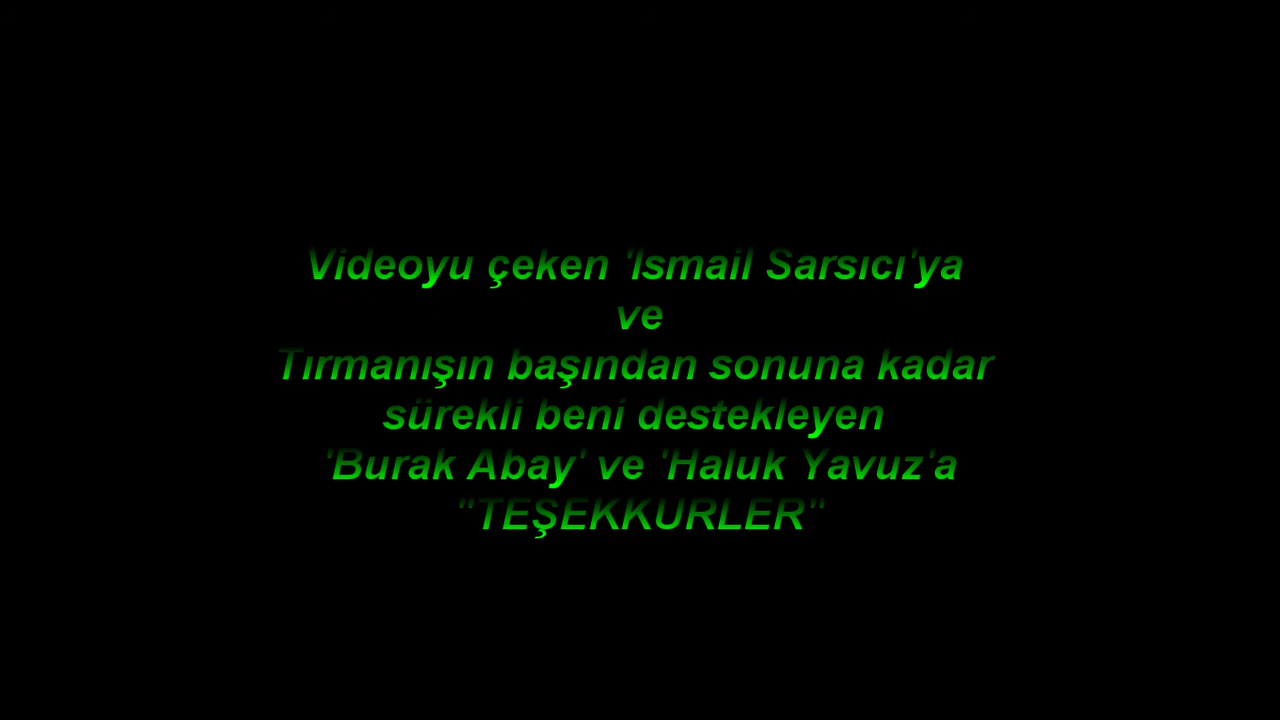 Videoyu çeken 'Ismail Sarsıcı'ya
ve
Tırmanışın başından sonuna kadar
sürekli beni destekleyen
'Burak Abay' ve 'Haluk Yavuz'a
"TEŞEKKURLER"